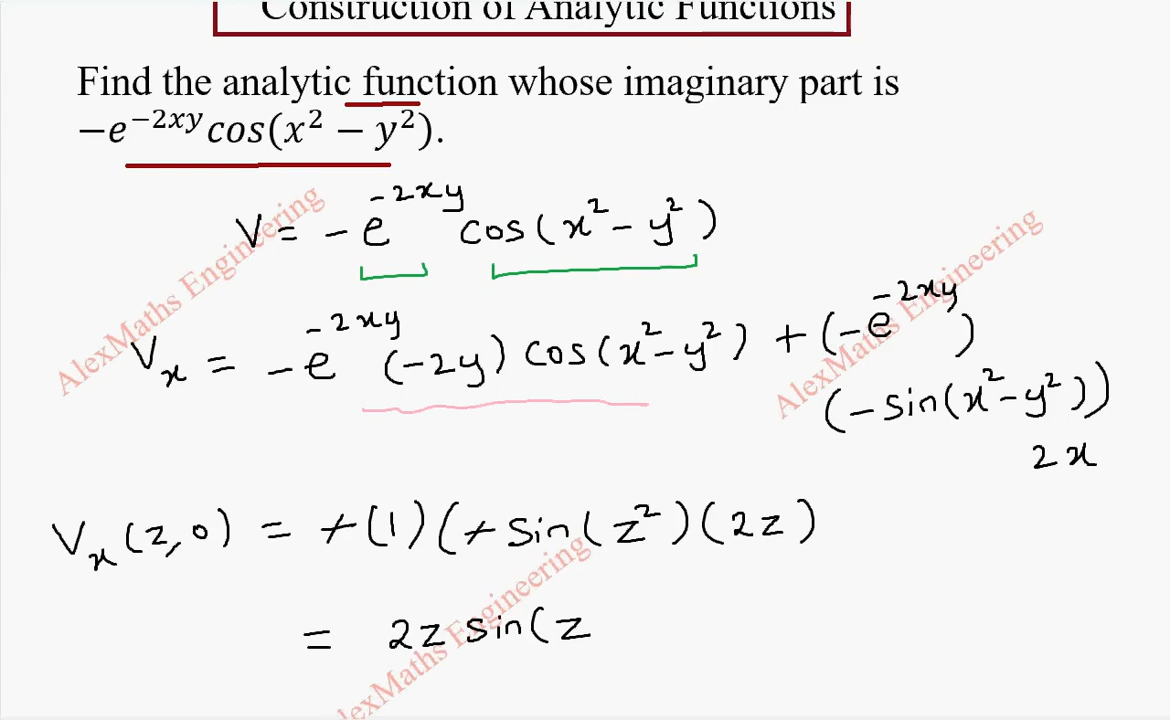 Construction of Analytic Functions
Find the analytic function whose imaginary part is
−e^{−2xy} cos(x² − y²).
V = −e^{−2xy} cos(x² − y²)
V_x = −e^{−2xy} (−2y) cos(x² − y²) + (−e^{−2xy})
(−sin(x² − y²))
2x
V_x(z,0) = +(1)(+sin(z²)(2z)
= 2z sin(z
AlexMaths Engineering
AlexMaths Engineering
AlexMaths Engineering